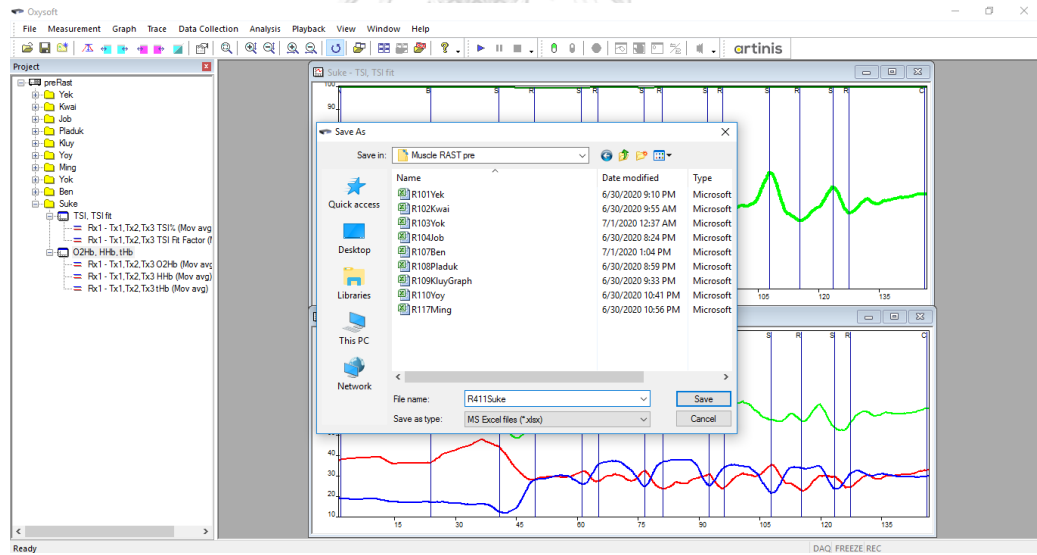 Oxysoft
File Measurement Graph Trace Data Collection Analysis Playback View Window Help
artinis
Project
preRast
Yek
Kwai
Job
Pladuk
Kluy
Yoy
Ming
Yok
Ben
Suke
TSI, TSI fit
Rx1 - Tx1,Tx2,Tx3 TSI% (Mov avg
Rx1 - Tx1,Tx2,Tx3 TSI Fit Factor (
O2Hb, HHb, tHb
Rx1 - Tx1,Tx2,Tx3 O2Hb (Mov avg
Rx1 - Tx1,Tx2,Tx3 HHb (Mov avg)
Rx1 - Tx1,Tx2,Tx3 tHb (Mov avg)
Suke - TSI, TSI fit
100
90
B S R S R S R S R S R S R C
105 120 135
Save As
Save in: Muscle RAST pre
Name Date modified Type
R101Yek 6/30/2020 9:10 PM Microsoft
R102Kwai 6/30/2020 9:55 AM Microsoft
R103Yok 7/1/2020 12:37 AM Microsoft
R104Job 6/30/2020 8:24 PM Microsoft
R107Ben 7/1/2020 1:04 PM Microsoft
R108Pladuk 6/30/2020 8:59 PM Microsoft
R109KluyGraph 6/30/2020 9:33 PM Microsoft
R110Yoy 6/30/2020 10:41 PM Microsoft
R117Ming 6/30/2020 10:56 PM Microsoft
Quick access
Desktop
Libraries
This PC
Network
File name: R411Suke Save
Save as type: MS Excel files (*.xlsx) Cancel
S R S R C
40
30
20
10
15 30 45 60 75 90 105 120 135
Ready
DAQ FREEZE REC